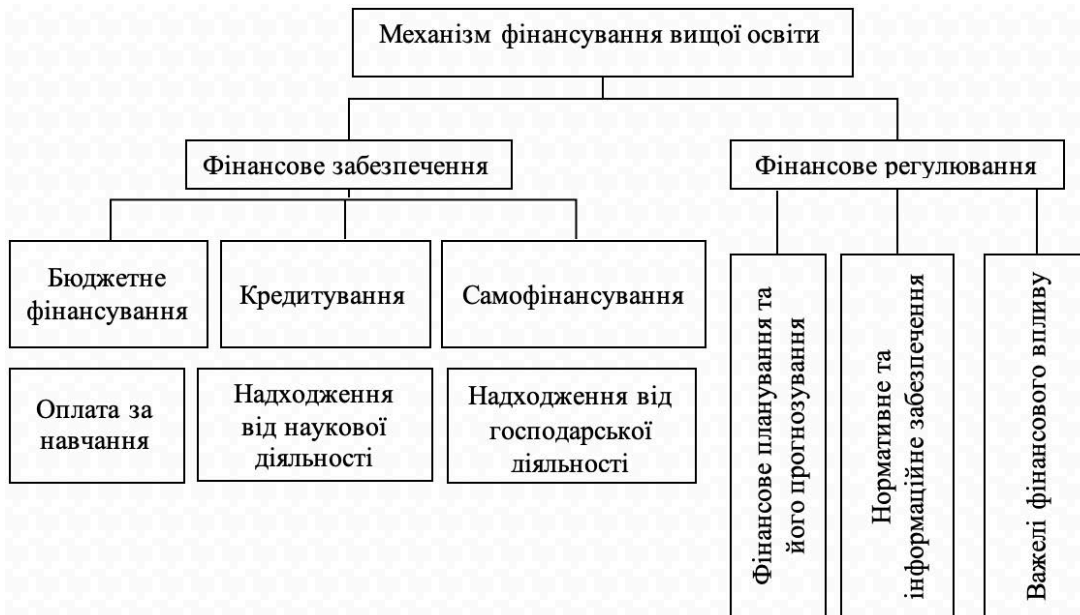 Механізм фінансування вищої освіти
Фінансове забезпечення
Фінансове регулювання
Бюджетне
фінансування
Кредитування
Самофінансування
Оплата за
навчання
Надходження
від наукової
діяльності
Надходження від
господарської
діяльності
Фінансове планування та
його прогнозування
Нормативне та
інформаційне забезпечення
Важелі фінансового впливу